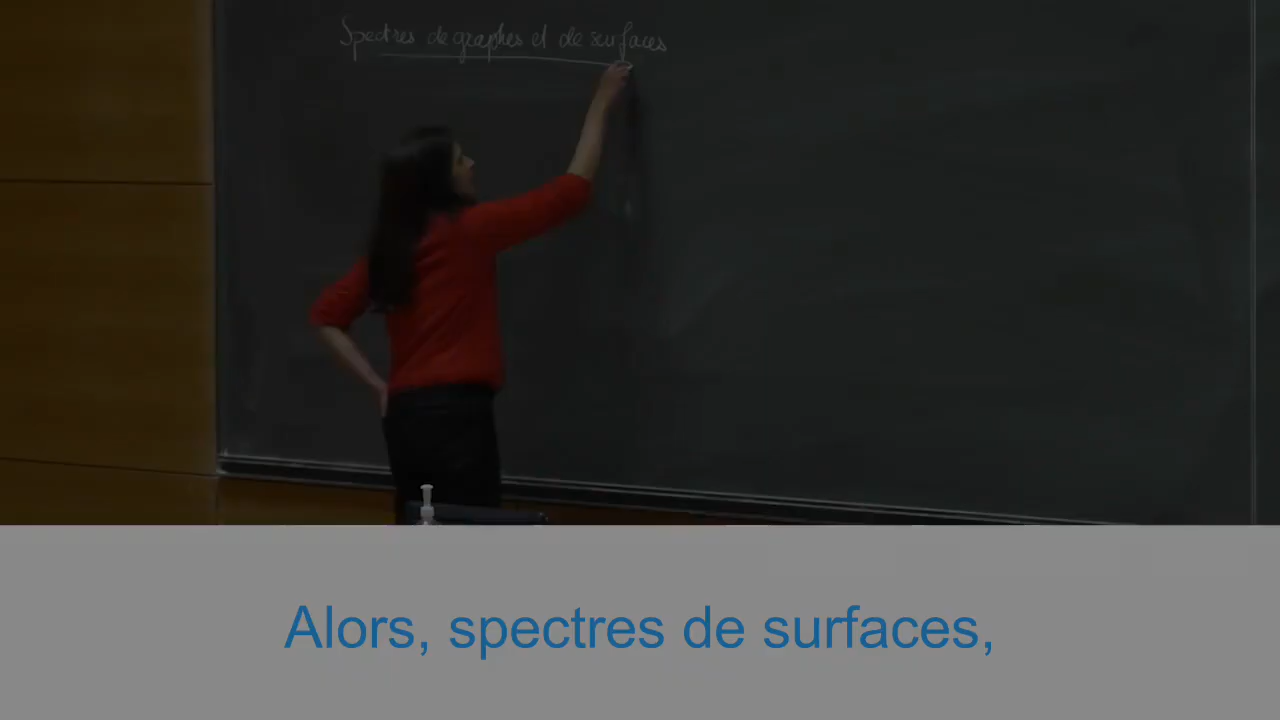 Spectres de graphes et de surfaces
Alors, spectres de surfaces,